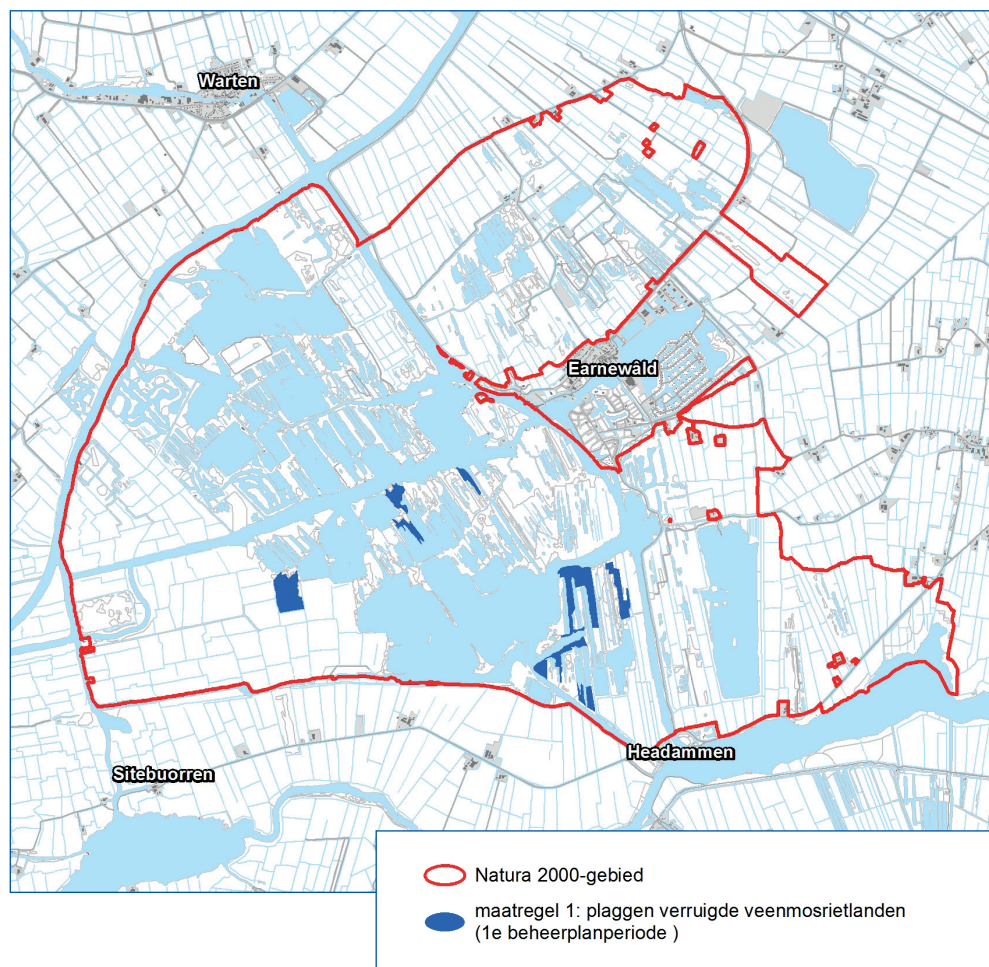 Warten
Earnewâld
Headammen
Sitebuorren
Natura 2000-gebied
maatregel 1: plaggen verruigde veenmosrietlanden
(1e beheerplanperiode )